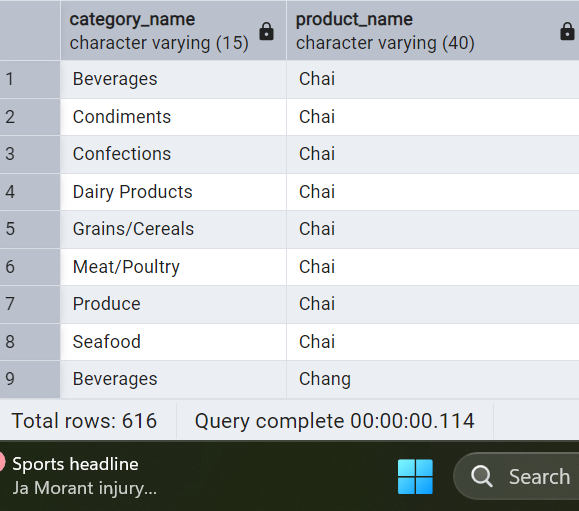 category_name product_name
character varying (15) character varying (40)
1 Beverages Chai
2 Condiments Chai
3 Confections Chai
4 Dairy Products Chai
5 Grains/Cereals Chai
6 Meat/Poultry Chai
7 Produce Chai
8 Seafood Chai
9 Beverages Chang
Total rows: 616 Query complete 00:00:00.114
Sports headline
Ja Morant injury...
Search